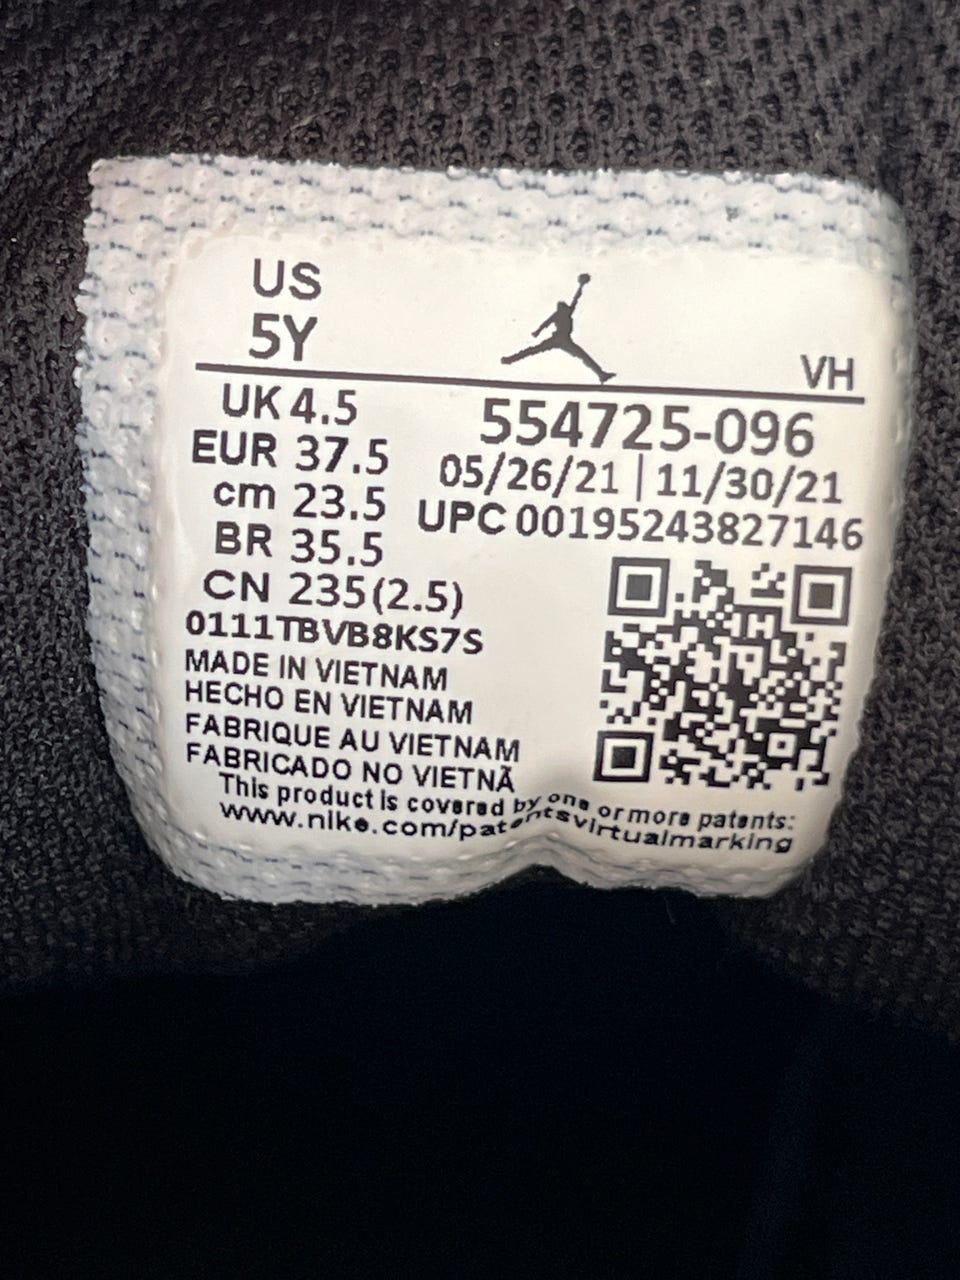 US
5Y
VH
UK 4.5
EUR 37.5
cm 23.5
BR 35.5
CN 235(2.5)
554725-096
05/26/21 | 11/30/21
UPC 00195243827146
0111TBVB8KS7S
MADE IN VIETNAM
HECHO EN VIETNAM
FABRIQUE AU VIETNAM
FABRICADO NO VIETNÃ
This product is covered by one or more patents:
www.nike.com/patentsvirtualmarking